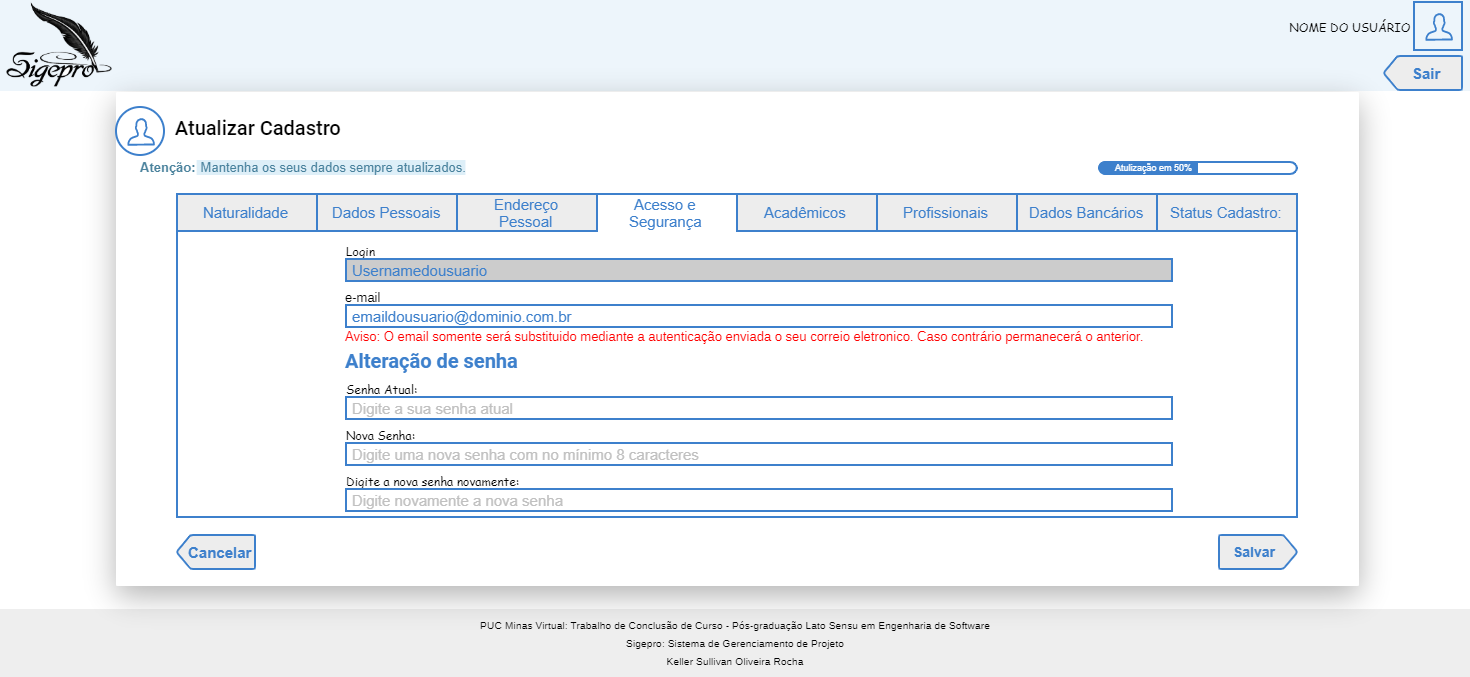 Sigepro
NOME DO USUÁRIO
Sair
Atualizar Cadastro
Atenção: Mantenha os seus dados sempre atualizados.
Atulização em 50%
Naturalidade
Dados Pessoais
Endereço
Pessoal
Acesso e
Segurança
Acadêmicos
Profissionais
Dados Bancários
Status Cadastro:
Login
Usernamedousuario
e-mail
emaildousuario@dominio.com.br
Aviso: O email somente será substituido mediante a autenticação enviada o seu correio eletronico. Caso contrário permanecerá o anterior.
Alteração de senha
Senha Atual:
Digite a sua senha atual
Nova Senha:
Digite uma nova senha com no mínimo 8 caracteres
Digite a nova senha novamente:
Digite novamente a nova senha
Cancelar
Salvar
PUC Minas Virtual: Trabalho de Conclusão de Curso - Pós-graduação Lato Sensu em Engenharia de Software
Sigepro: Sistema de Gerenciamento de Projeto
Keller Sullivan Oliveira Rocha